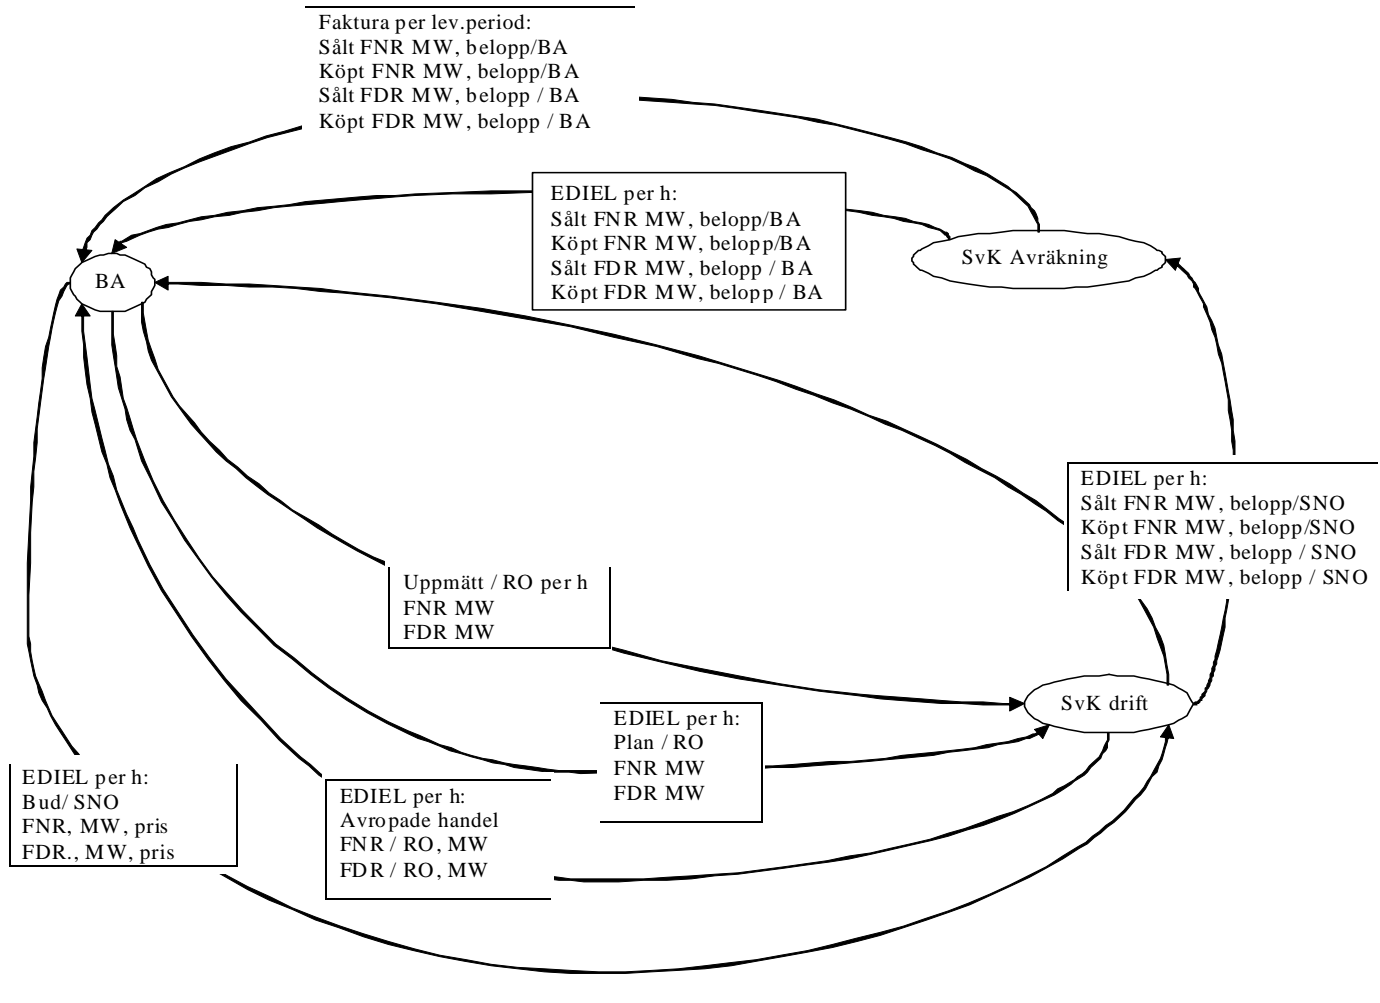 Faktura per lev.period:
Sålt FNR MW, belopp/BA
Köpt FNR MW, belopp/BA
Sålt FDR MW, belopp / BA
Köpt FDR MW, belopp / BA
EDIEL per h:
Sålt FNR MW, belopp/BA
Köpt FNR MW, belopp/BA
Sålt FDR MW, belopp / BA
Köpt FDR MW, belopp / BA
SvK Avräkning
BA
EDIEL per h:
Sålt FNR MW, belopp/SNO
Köpt FNR MW, belopp/SNO
Sålt FDR MW, belopp / SNO
Köpt FDR MW, belopp / SNO
Uppmätt / RO per h
FNR MW
FDR MW
SvK drift
EDIEL per h:
Plan / RO
FNR MW
FDR MW
EDIEL per h:
Bud/ SNO
FNR, MW, pris
FDR., MW, pris
EDIEL per h:
Avropade handel
FNR / RO, MW
FDR / RO, MW